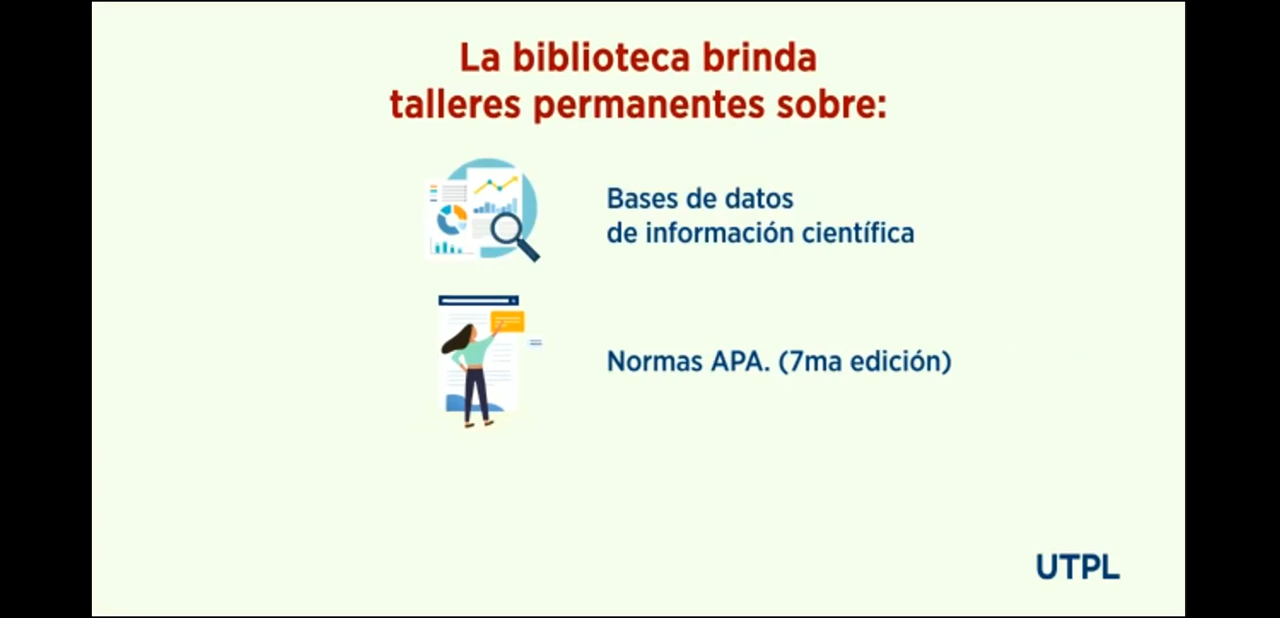 La biblioteca brinda
talleres permanentes sobre:
Bases de datos
de información científica
Normas APA. (7ma edición)
UTPL